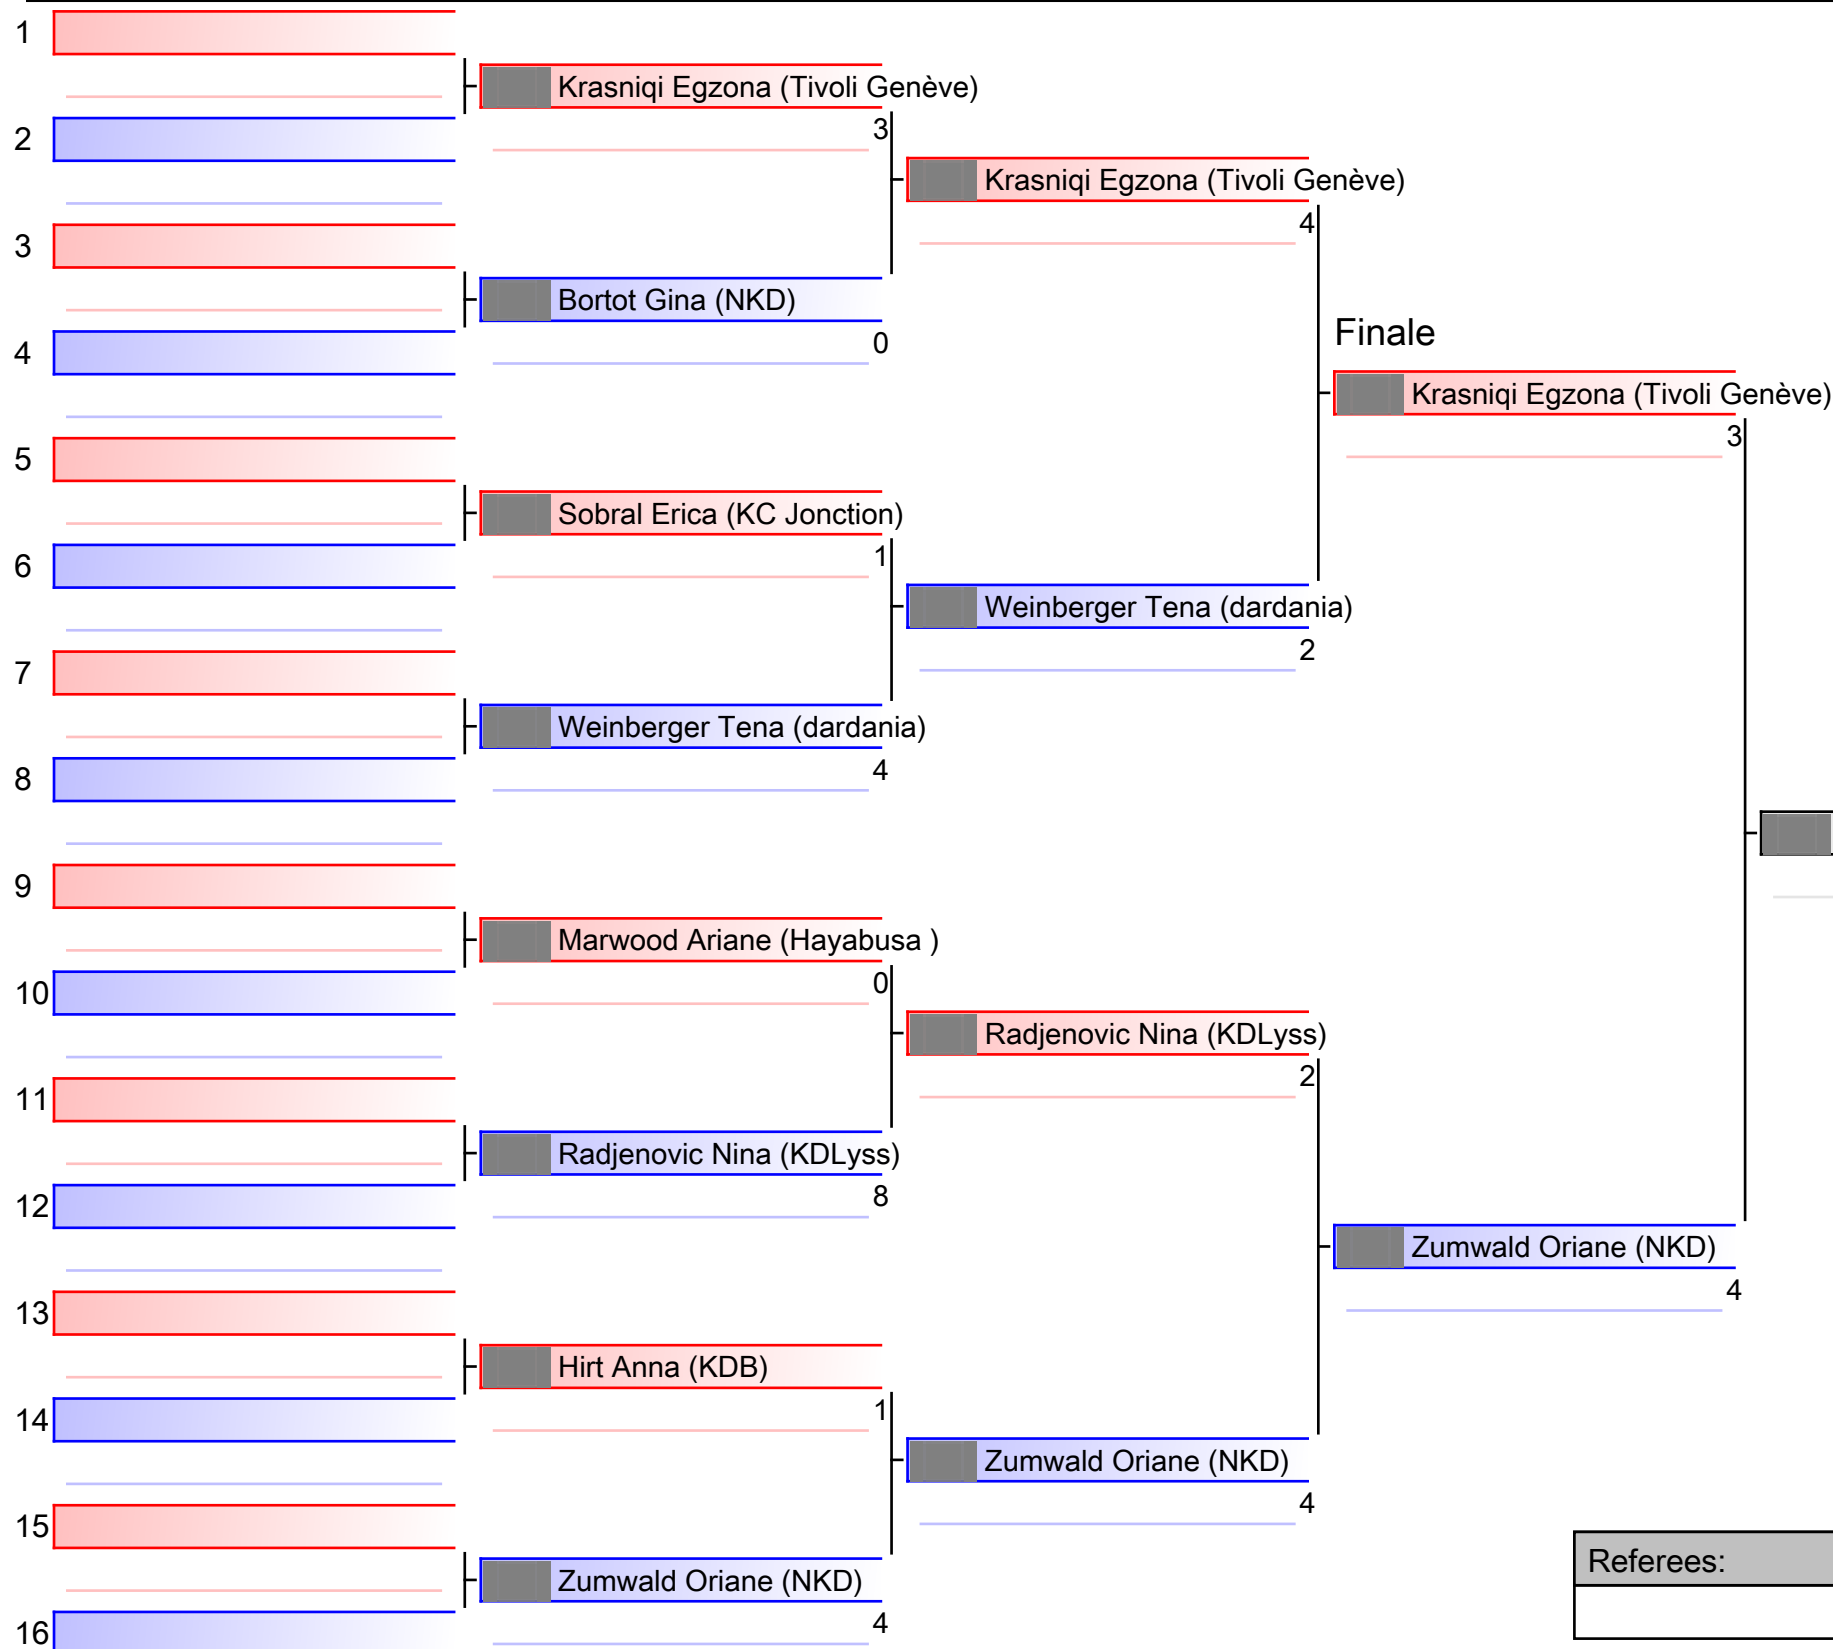 1
Krasniqi Egzona (Tivoli Genève)
3
2
Krasniqi Egzona (Tivoli Genève)
4
3
Bortot Gina (NKD)
0
4
Finale
Krasniqi Egzona (Tivoli Genève)
3
5
Sobral Erica (KC Jonction)
1
6
Weinberger Tena (dardania)
2
7
Weinberger Tena (dardania)
4
8
9
Marwood Ariane (Hayabusa )
0
10
Radjenovic Nina (KDLyss)
2
11
Radjenovic Nina (KDLyss)
8
12
Zumwald Oriane (NKD)
4
13
Hirt Anna (KDB)
1
14
Zumwald Oriane (NKD)
4
15
Referees:
Zumwald Oriane (NKD)
4
16